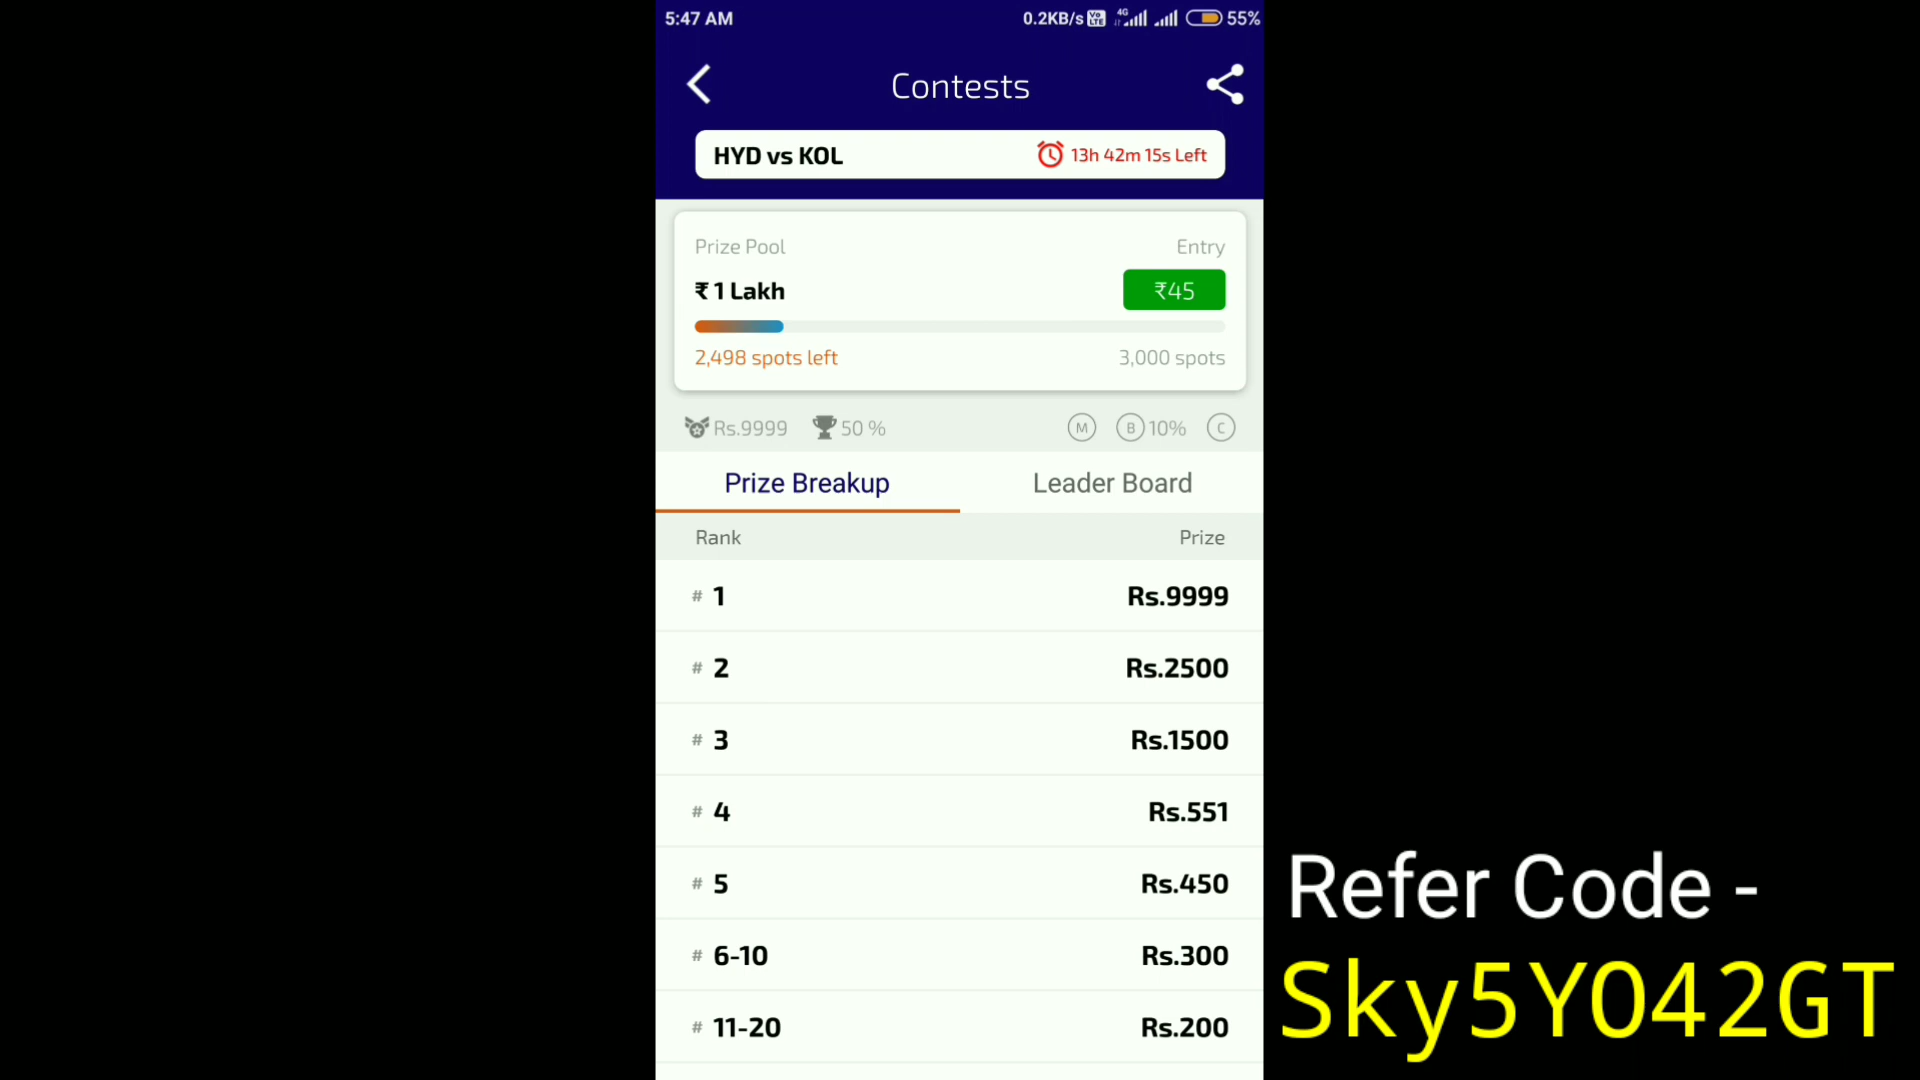 5:47 AM 0.2KB/s Vo LTE 4G 55%
Contests
HYD vs KOL 13h 42m 15s Left
Prize Pool Entry
₹ 1 Lakh ₹45
2,498 spots left 3,000 spots
Rs.9999 50 % M B 10% C
Prize Breakup Leader Board
Rank Prize
# 1 Rs.9999
# 2 Rs.2500
# 3 Rs.1500
# 4 Rs.551
# 5 Rs.450
# 6-10 Rs.300
# 11-20 Rs.200
Refer Code -
Sky5Y042GT